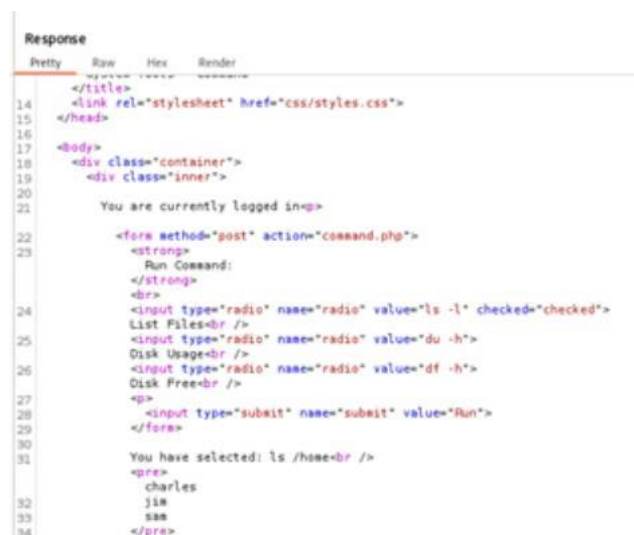 Response
Pretty Raw Hex Render
</title>
14 <link rel="stylesheet" href="css/styles.css">
15 </head>
16
17 <body>
18 <div class="container">
19 <div class="inner">
20
21 You are currently logged in<p>
22 <form method="post" action="command.php">
23 <strong>
Run Command:
</strong>
<br>
24 <input type="radio" name="radio" value="ls -l" checked="checked">
List Files<br />
25 <input type="radio" name="radio" value="du -h">
Disk Usage<br />
26 <input type="radio" name="radio" value="df -h">
Disk Free<br />
27 <p>
28 <input type="submit" name="submit" value="Run">
29 </form>
30
31 You have selected: ls /home<br />
<pre>
charles
32 jim
33 sam
34 </pre>